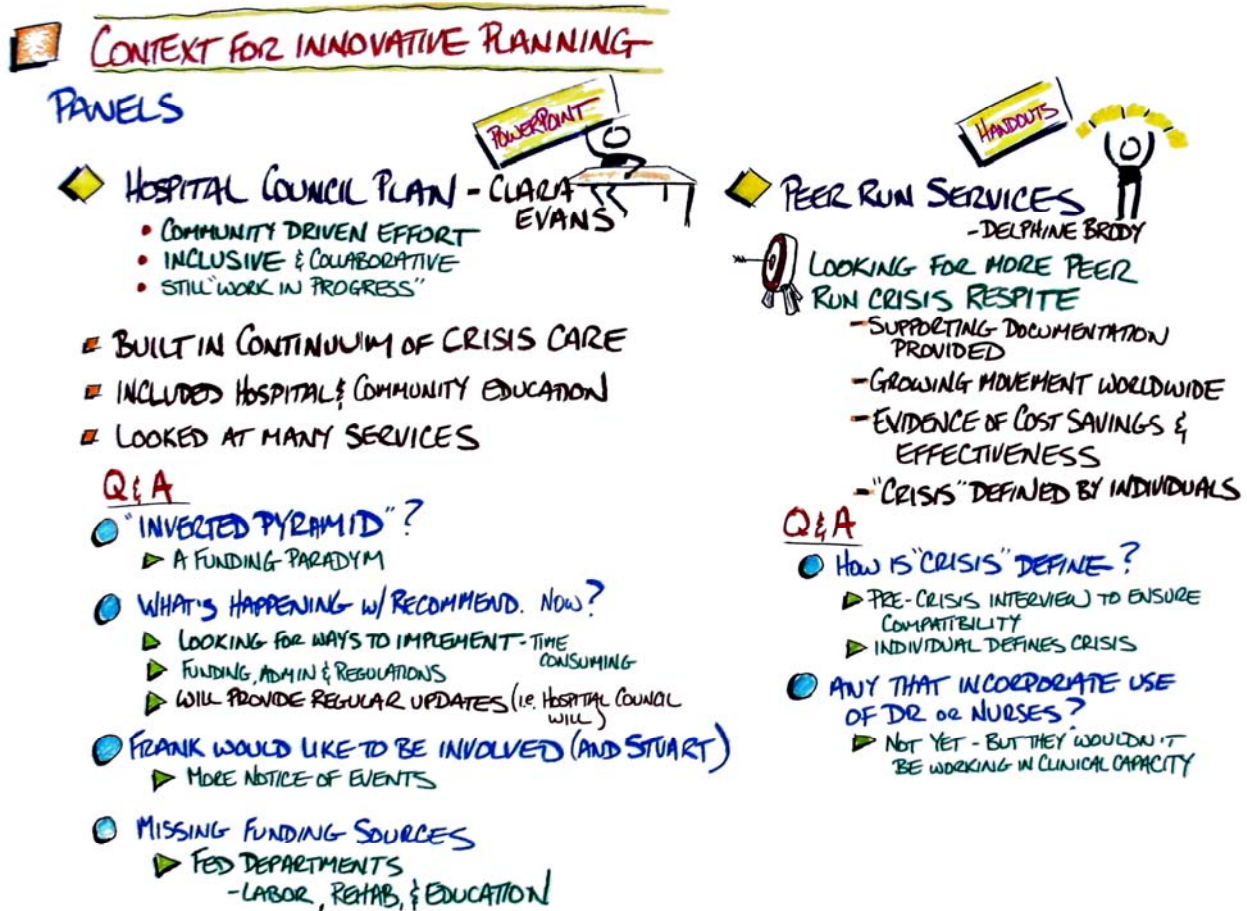 CONTEXT FOR INNOVATIVE PLANNING
PANELS
POWERPOINT
HOSPITAL COUNCIL PLAN - CLARA
EVANS
• COMMUNITY DRIVEN EFFORT
• INCLUSIVE & COLLABORATIVE
• STILL "WORK IN PROGRESS"
BUILT IN CONTINUUM OF CRISIS CARE
INCLUDED HOSPITAL & COMMUNITY EDUCATION
LOOKED AT MANY SERVICES
Q & A
"INVERTED PYRAMID"?
A FUNDING PARADYM
WHAT'S HAPPENING W/ RECOMMEND. NOW?
LOOKING FOR WAYS TO IMPLEMENT - TIME
CONSUMING
FUNDING, ADMIN & REGULATIONS
WILL PROVIDE REGULAR UPDATES (i.e. HOSPITAL COUNCIL
WILL)
FRANK WOULD LIKE TO BE INVOLVED (AND STUART)
MORE NOTICE OF EVENTS
MISSING FUNDING SOURCES
FED DEPARTMENTS
- LABOR, REHAB, & EDUCATION
HANDOUTS
PEER RUN SERVICES
- DELPHINE BRODY
LOOKING FOR MORE PEER
RUN CRISIS RESPITE
- SUPPORTING DOCUMENTATION
PROVIDED
- GROWING MOVEMENT WORLDWIDE
- EVIDENCE OF COST SAVINGS &
EFFECTIVENESS
- "CRISIS" DEFINED BY INDIVIDUALS
Q & A
HOW IS "CRISIS" DEFINE?
PRE-CRISIS INTERVIEW TO ENSURE
COMPATIBILITY
INDIVIDUAL DEFINES CRISIS
ANY THAT INCORPORATE USE
OF DR OR NURSES?
NOT YET - BUT THEY WOULDN'T
BE WORKING IN CLINICAL CAPACITY